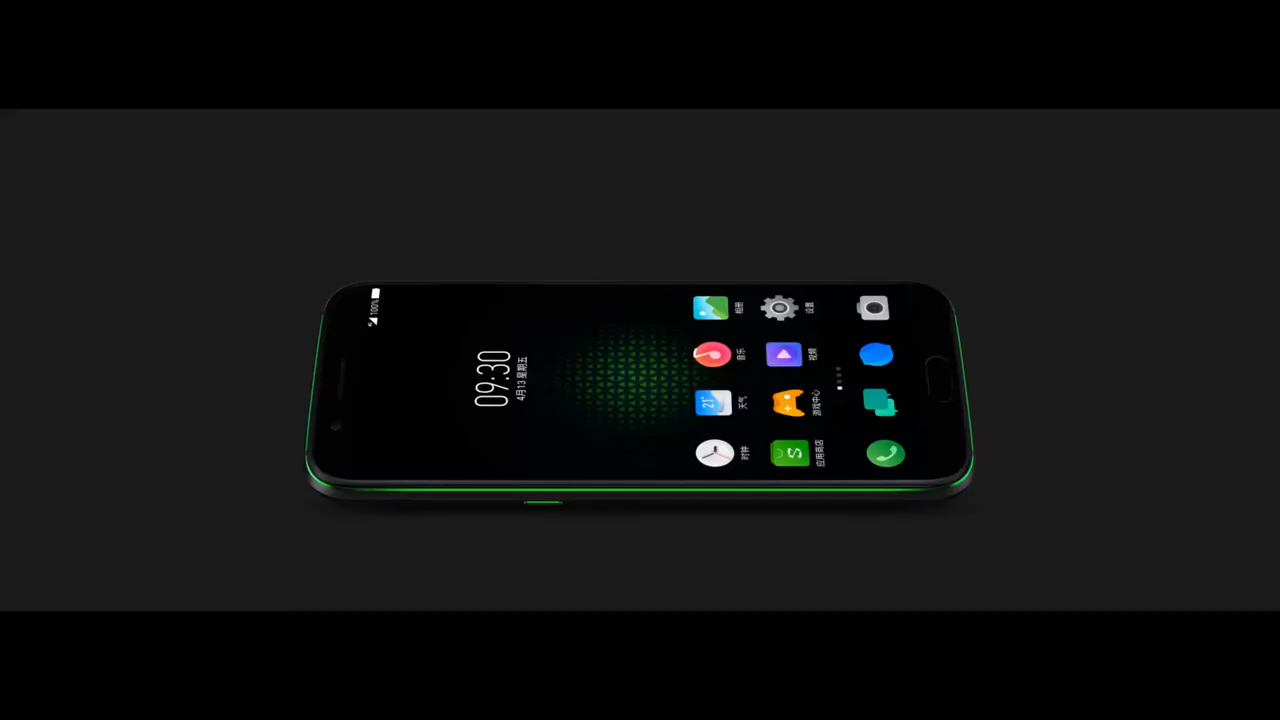 100%
09:30
4月13 星期五
21°
相册
音乐
天气
时钟
设置
视频
游戏中心
应用商店